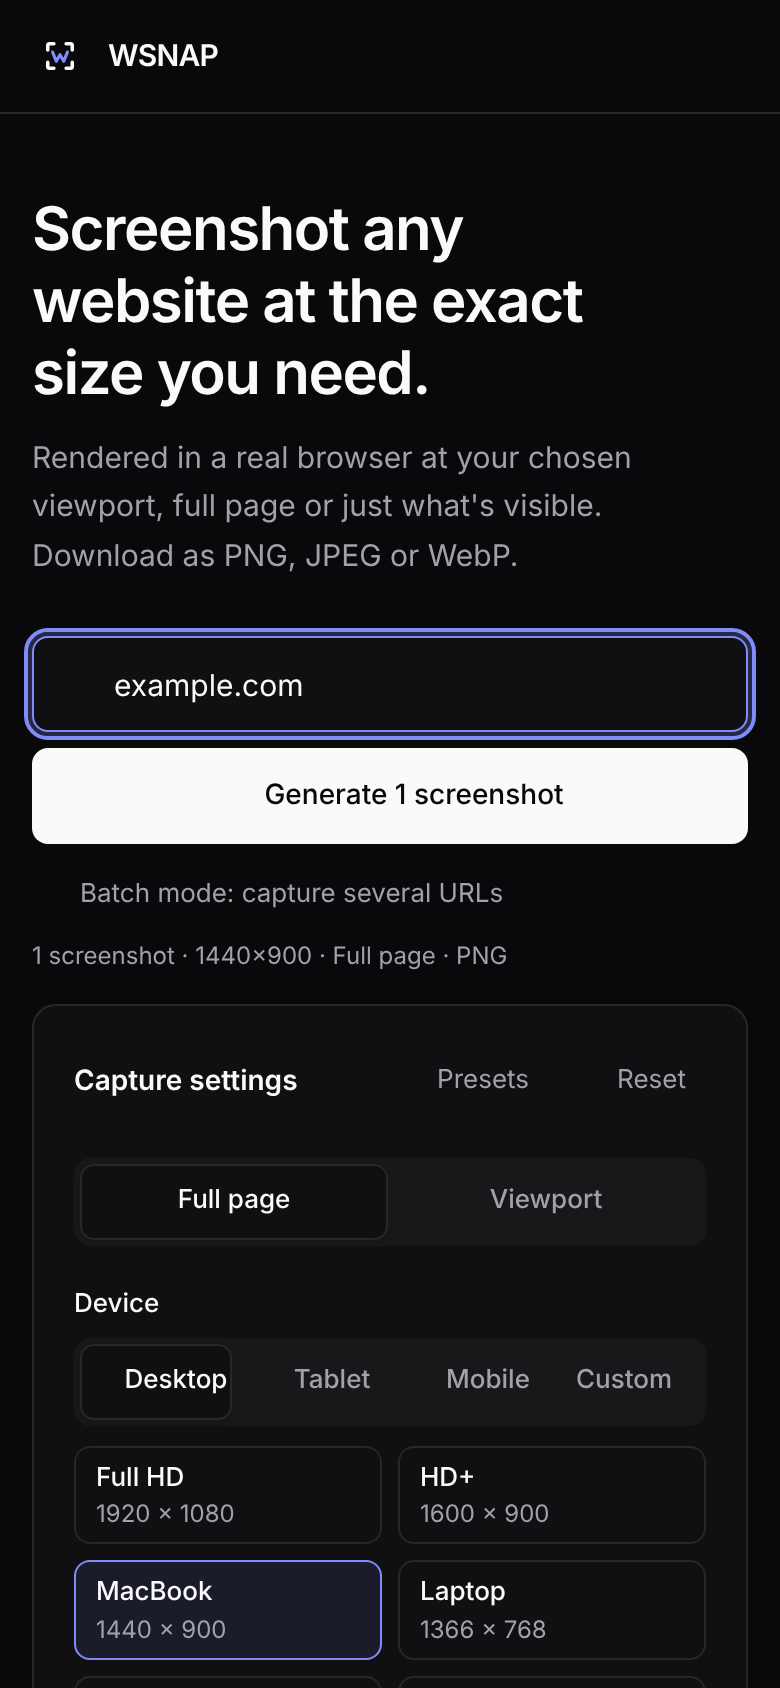 WSNAP
Screenshot any
website at the exact
size you need.
Rendered in a real browser at your chosen
viewport, full page or just what's visible.
Download as PNG, JPEG or WebP.
example.com
Generate 1 screenshot
Batch mode: capture several URLs
1 screenshot · 1440×900 · Full page · PNG
Capture settings Presets Reset
Full page Viewport
Device
Desktop Tablet Mobile Custom
Full HD HD+
1920 × 1080 1600 × 900
MacBook Laptop
1440 × 900 1366 × 768